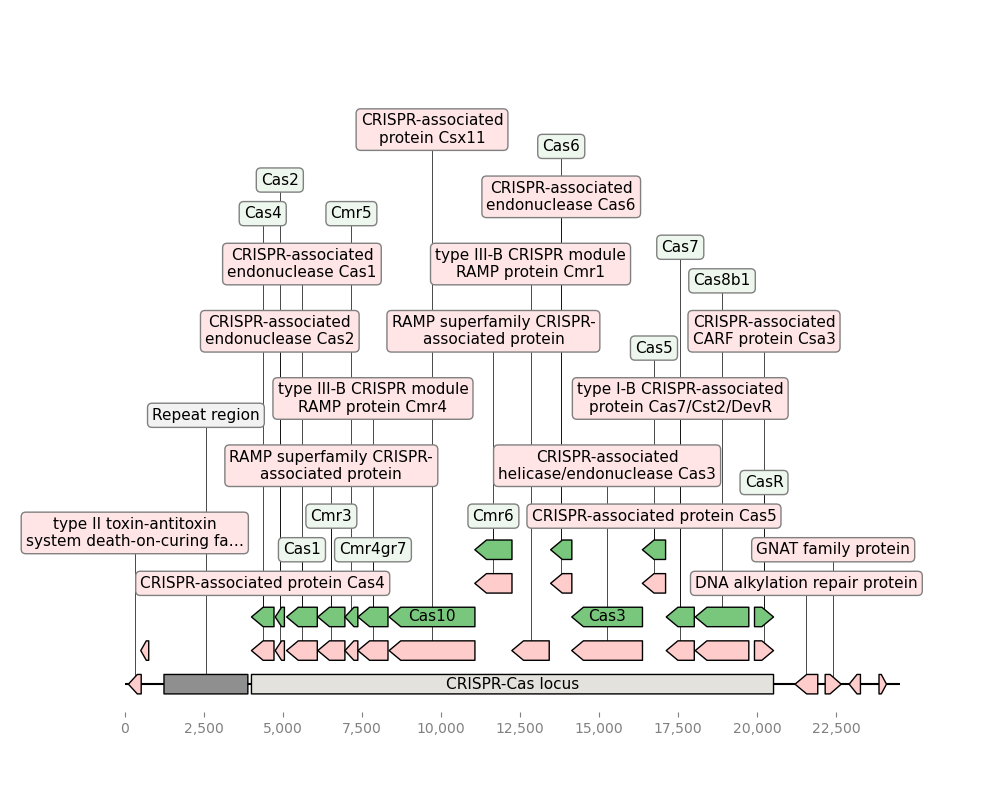 CRISPR-associated
protein Csx11
Cas6
Cas2
CRISPR-associated
endonuclease Cas6
Cas4
Cmr5
Cas7
CRISPR-associated
endonuclease Cas1
type III-B CRISPR module
RAMP protein Cmr1
Cas8b1
CRISPR-associated
endonuclease Cas2
RAMP superfamily CRISPR-
associated protein
CRISPR-associated
CARF protein Csa3
Cas5
type III-B CRISPR module
RAMP protein Cmr4
type I-B CRISPR-associated
protein Cas7/Cst2/DevR
Repeat region
RAMP superfamily CRISPR-
associated protein
CRISPR-associated
helicase/endonuclease Cas3
CasR
Cmr3
Cmr6
CRISPR-associated protein Cas5
type II toxin-antitoxin
system death-on-curing fa...
Cas1
Cmr4gr7
GNAT family protein
CRISPR-associated protein Cas4
DNA alkylation repair protein
Cas10
Cas3
CRISPR-Cas locus
0
2,500
5,000
7,500
10,000
12,500
15,000
17,500
20,000
22,500